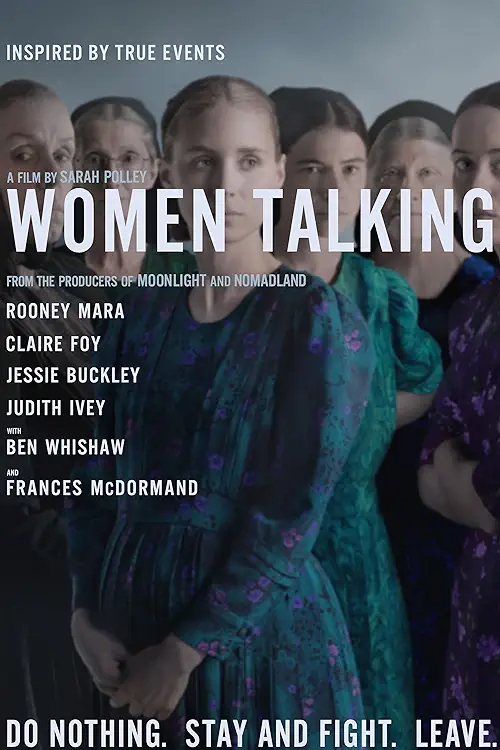 INSPIRED BY TRUE EVENTS
A FILM BY SARAH POLLEY
WOMEN TALKING
FROM THE PRODUCERS OF MOONLIGHT AND NOMADLAND
ROONEY MARA
CLAIRE FOY
JESSIE BUCKLEY
JUDITH IVEY
WITH
BEN WHISHAW
AND
FRANCES McDORMAND
DO NOTHING. STAY AND FIGHT. LEAVE.